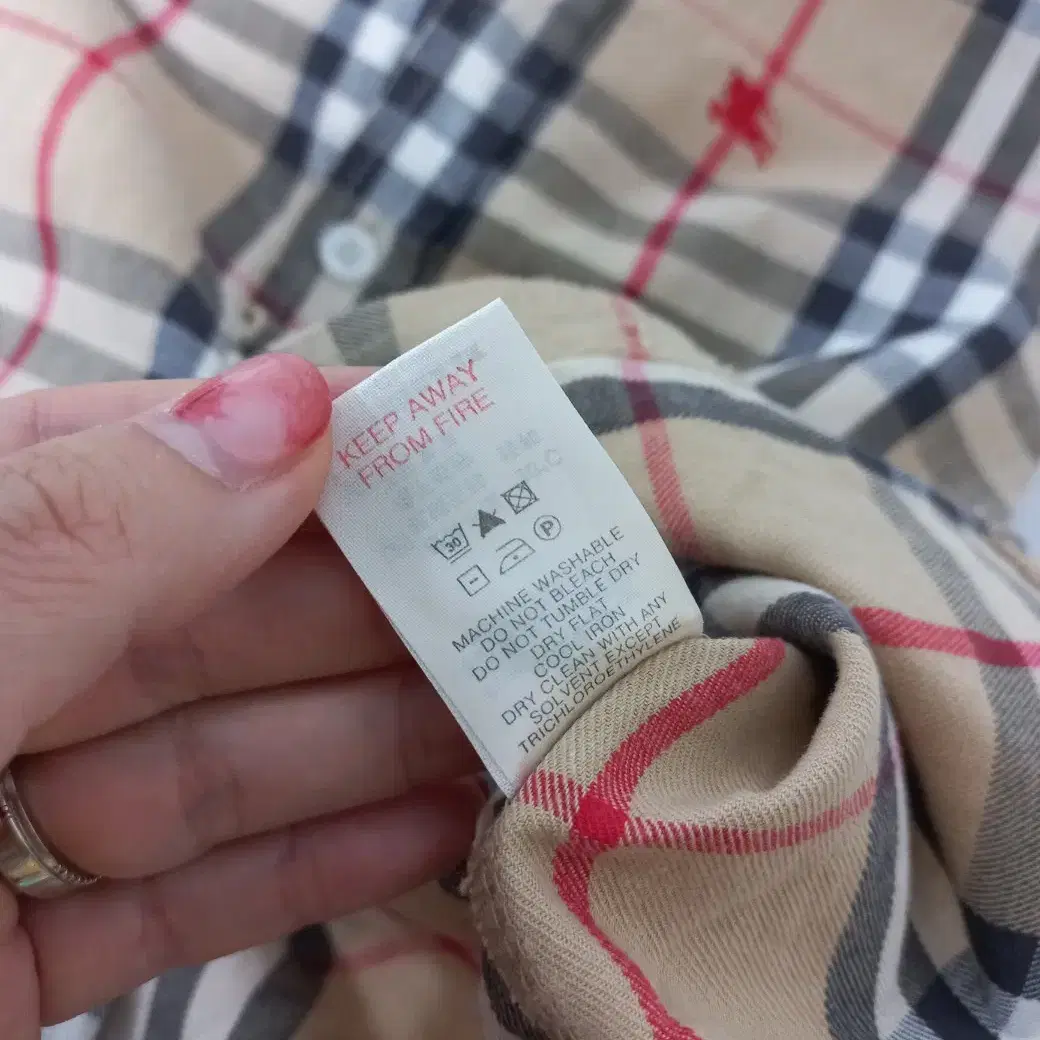 KEEP AWAY
FROM FIRE
30
P
MACHINE WASHABLE
DO NOT BLEACH
DO NOT TUMBLE DRY
DRY FLAT
COOL IRON
DRY CLEAN WITH ANY
SOLVENT EXCEPT
TRICHLOROETHYLENE